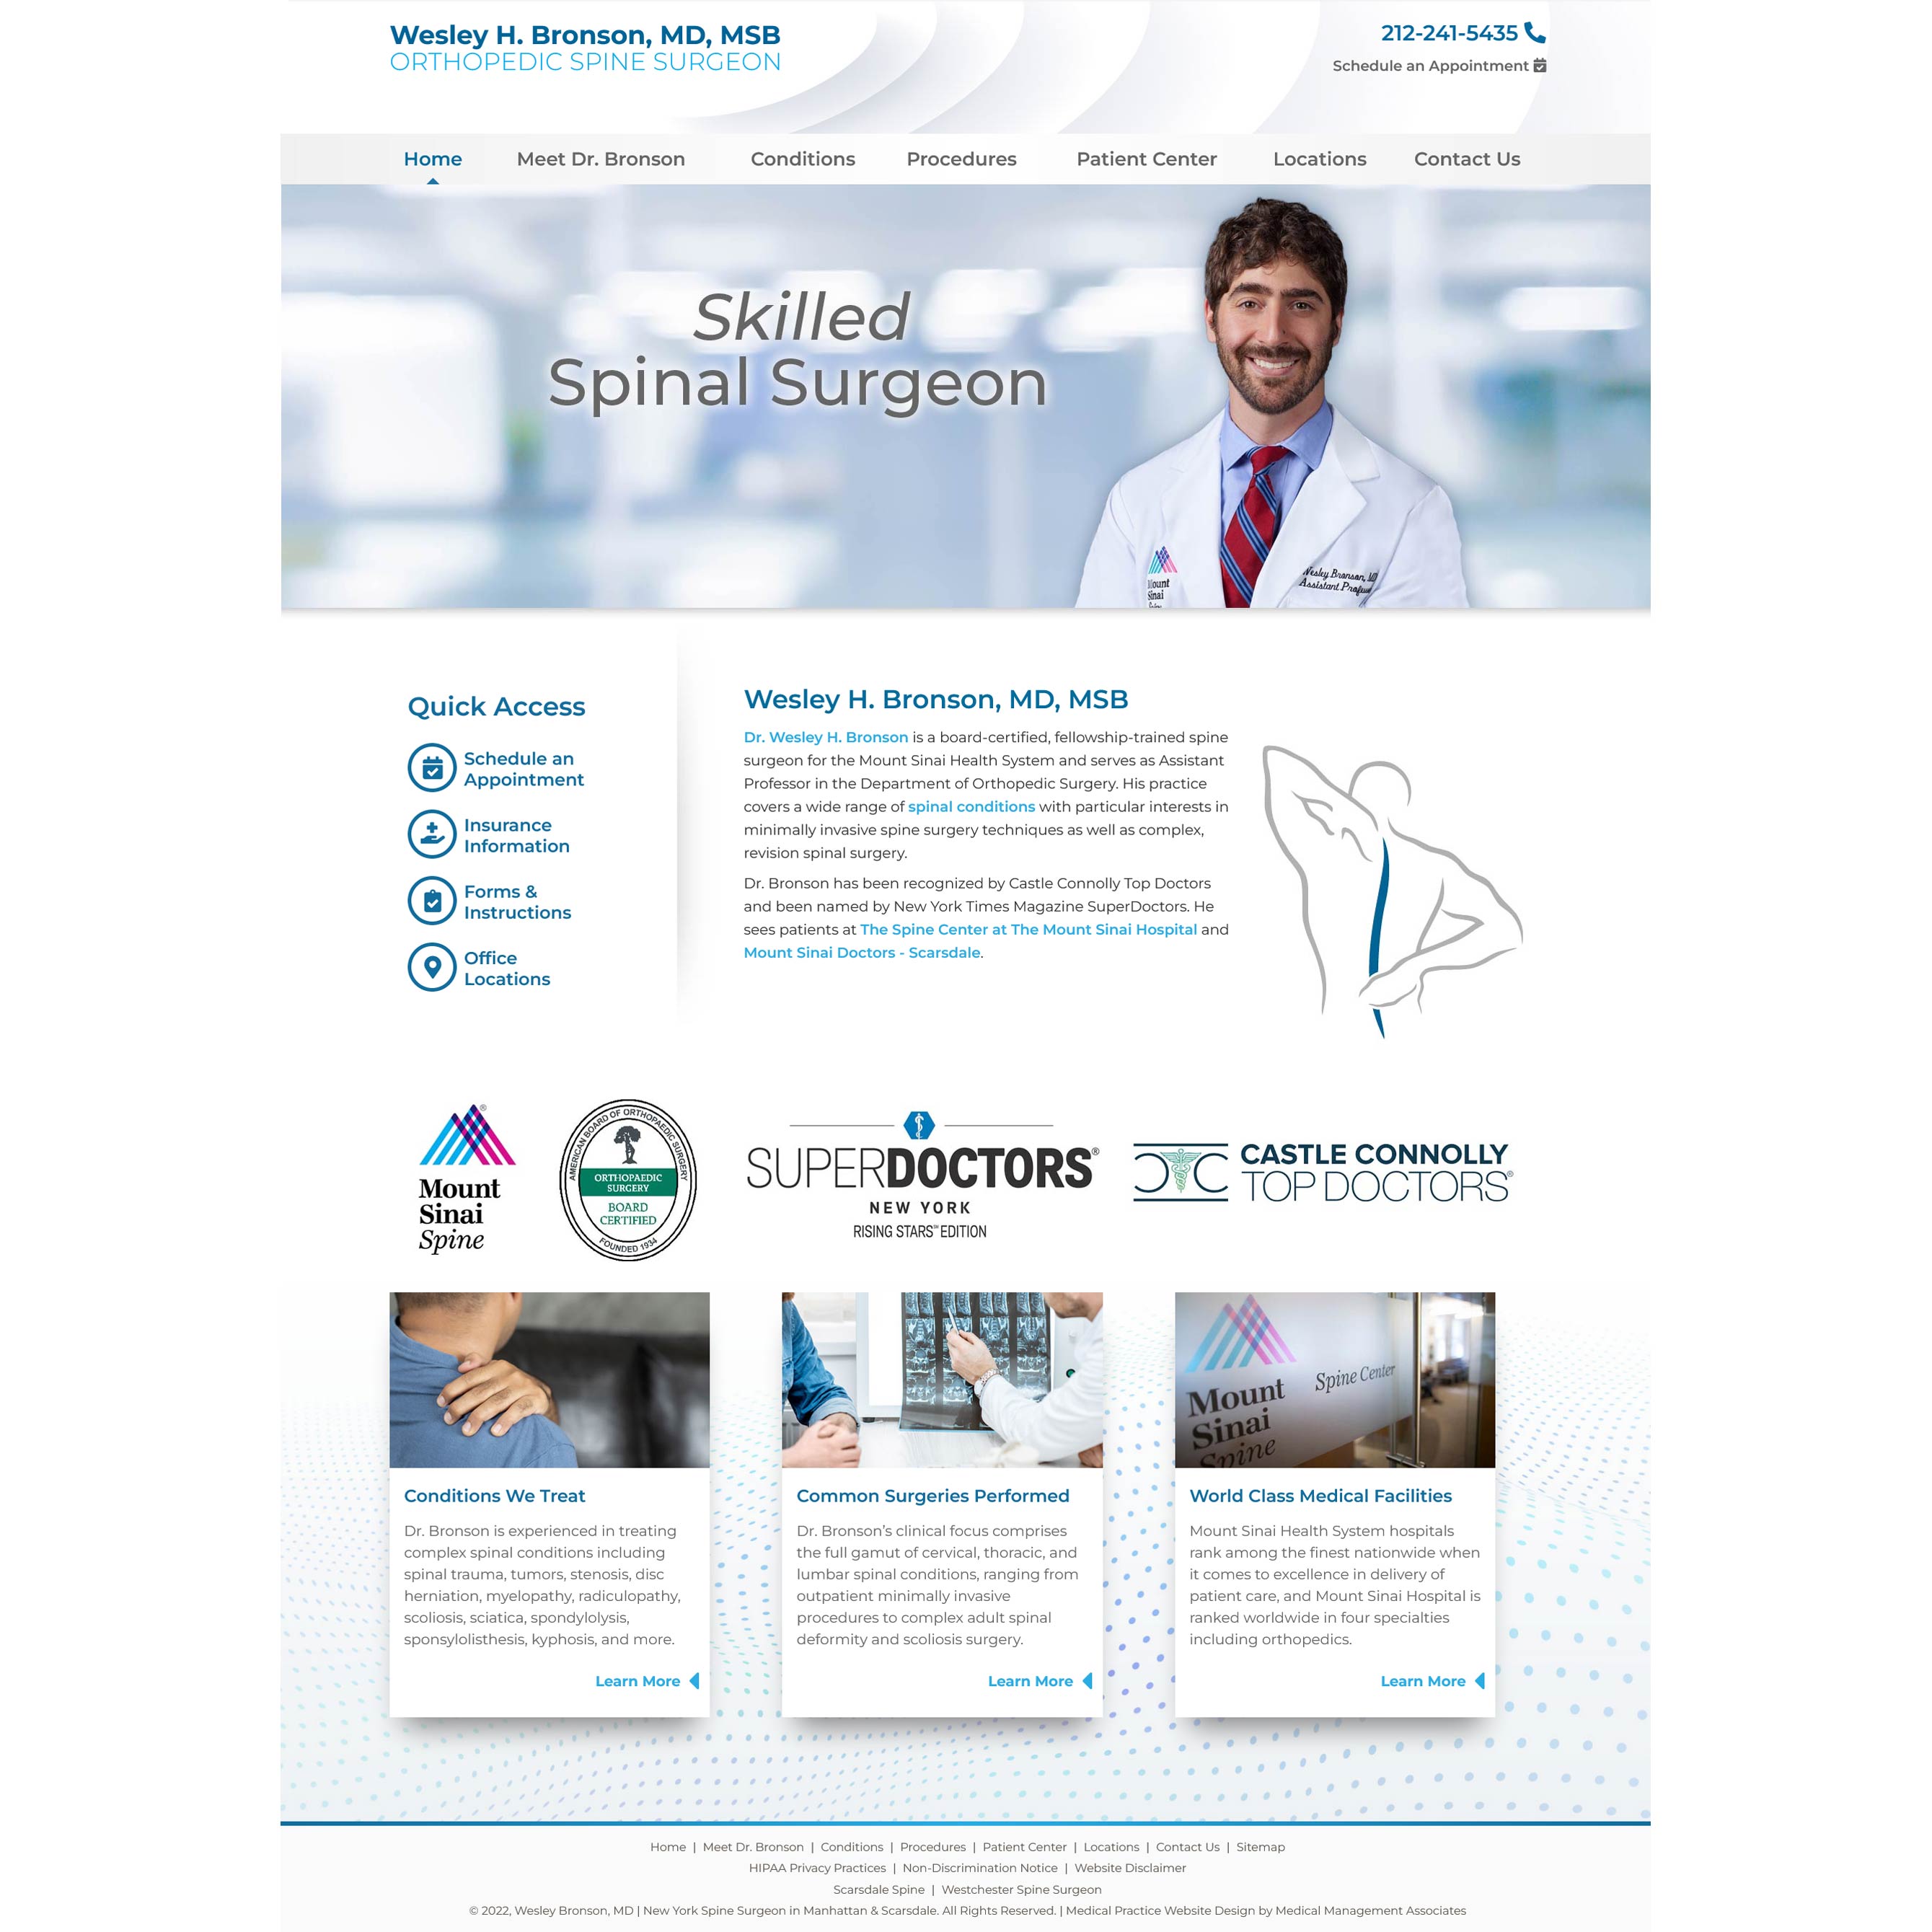 Wesley H. Bronson, MD, MSB
ORTHOPEDIC SPINE SURGEON
212-241-5435
Schedule an Appointment
Home Meet Dr. Bronson Conditions Procedures Patient Center Locations Contact Us
Skilled
Spinal Surgeon
Mount
Sinai
Wesley Bronson, MD
Assistant
Quick Access
Schedule an
Appointment
Insurance
Information
Forms &
Instructions
Office
Locations
Wesley H. Bronson, MD, MSB
Dr. Wesley H. Bronson is a board-certified, fellowship-trained spine
surgeon for the Mount Sinai Health System and serves as Assistant
Professor in the Department of Orthopedic Surgery. His practice
covers a wide range of spinal conditions with particular interests in
minimally invasive spine surgery techniques as well as complex,
revision spinal surgery.
Dr. Bronson has been recognized by Castle Connolly Top Doctors
and been named by New York Times Magazine SuperDoctors. He
sees patients at The Spine Center at The Mount Sinai Hospital and
Mount Sinai Doctors - Scarsdale.
®
Mount
Sinai
Spine
AMERICAN BOARD OF ORTHOPAEDIC SURGERY
ORTHOPAEDIC
SURGERY
BOARD
CERTIFIED
FOUNDED 1934
SUPERDOCTORS®
NEW YORK
RISING STARS℠ EDITION
CASTLE CONNOLLY
TOP DOCTORS®
Mount
Sinai
Spine
Spine Center
Conditions We Treat
Dr. Bronson is experienced in treating
complex spinal conditions including
spinal trauma, tumors, stenosis, disc
herniation, myelopathy, radiculopathy,
scoliosis, sciatica, spondylolysis,
sponsylolisthesis, kyphosis, and more.
Learn More
Common Surgeries Performed
Dr. Bronson’s clinical focus comprises
the full gamut of cervical, thoracic, and
lumbar spinal conditions, ranging from
outpatient minimally invasive
procedures to complex adult spinal
deformity and scoliosis surgery.
Learn More
World Class Medical Facilities
Mount Sinai Health System hospitals
rank among the finest nationwide when
it comes to excellence in delivery of
patient care, and Mount Sinai Hospital is
ranked worldwide in four specialties
including orthopedics.
Learn More
Home | Meet Dr. Bronson | Conditions | Procedures | Patient Center | Locations | Contact Us | Sitemap
HIPAA Privacy Practices | Non-Discrimination Notice | Website Disclaimer
Scarsdale Spine | Westchester Spine Surgeon
© 2022, Wesley Bronson, MD | New York Spine Surgeon in Manhattan & Scarsdale. All Rights Reserved. | Medical Practice Website Design by Medical Management Associates